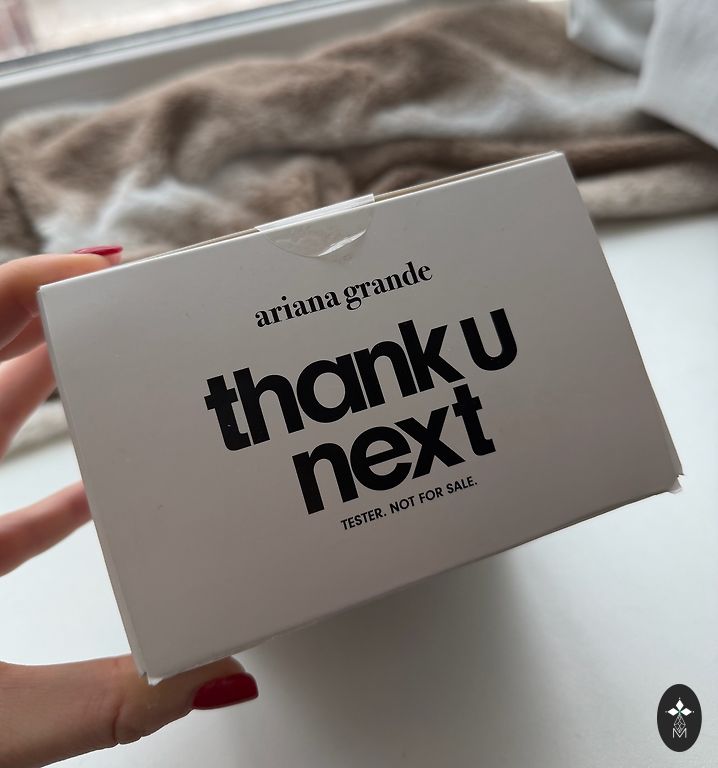 ariana grande
thank u
next
TESTER. NOT FOR SALE.
M